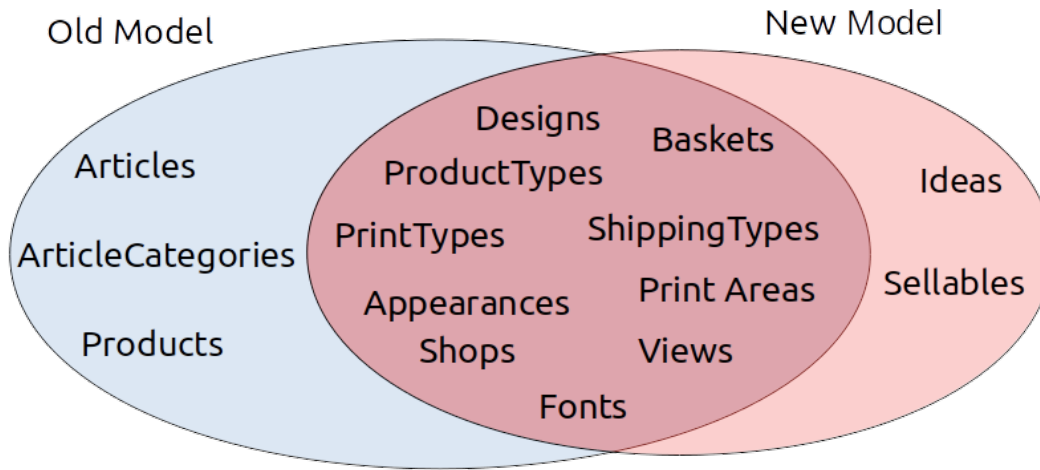 Old Model
New Model
Articles
ArticleCategories
Products
Designs
Baskets
ProductTypes
PrintTypes
ShippingTypes
Appearances
Print Areas
Shops
Views
Fonts
Ideas
Sellables